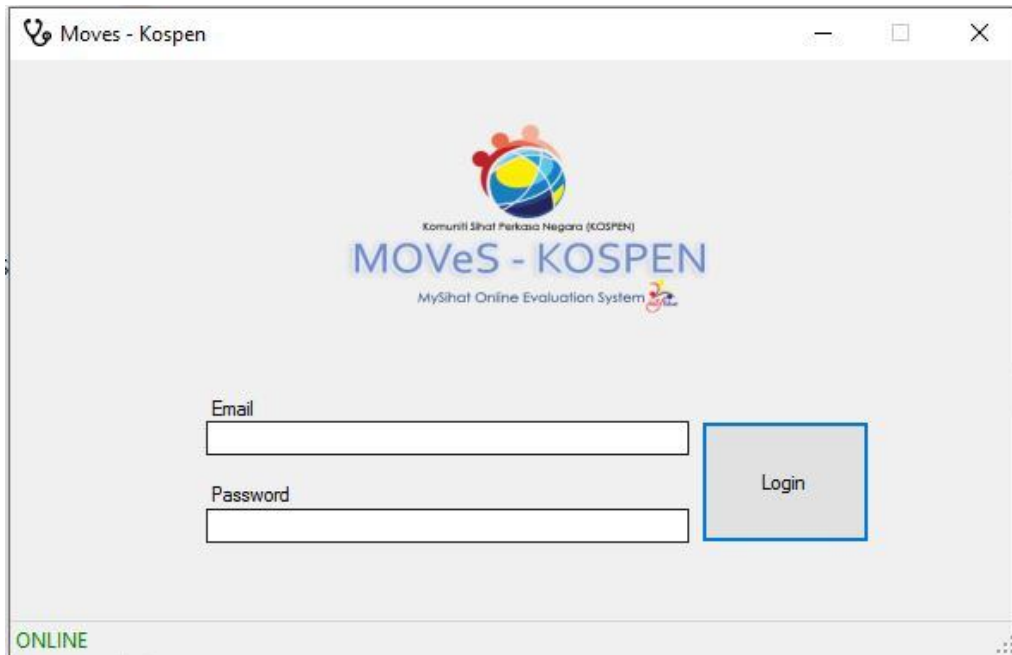 Moves - Kospen
Komuniti Sihat Perkasa Negara (KOSPEN)
MOVeS - KOSPEN
MySihat Online Evaluation System
Email
Password
Login
ONLINE